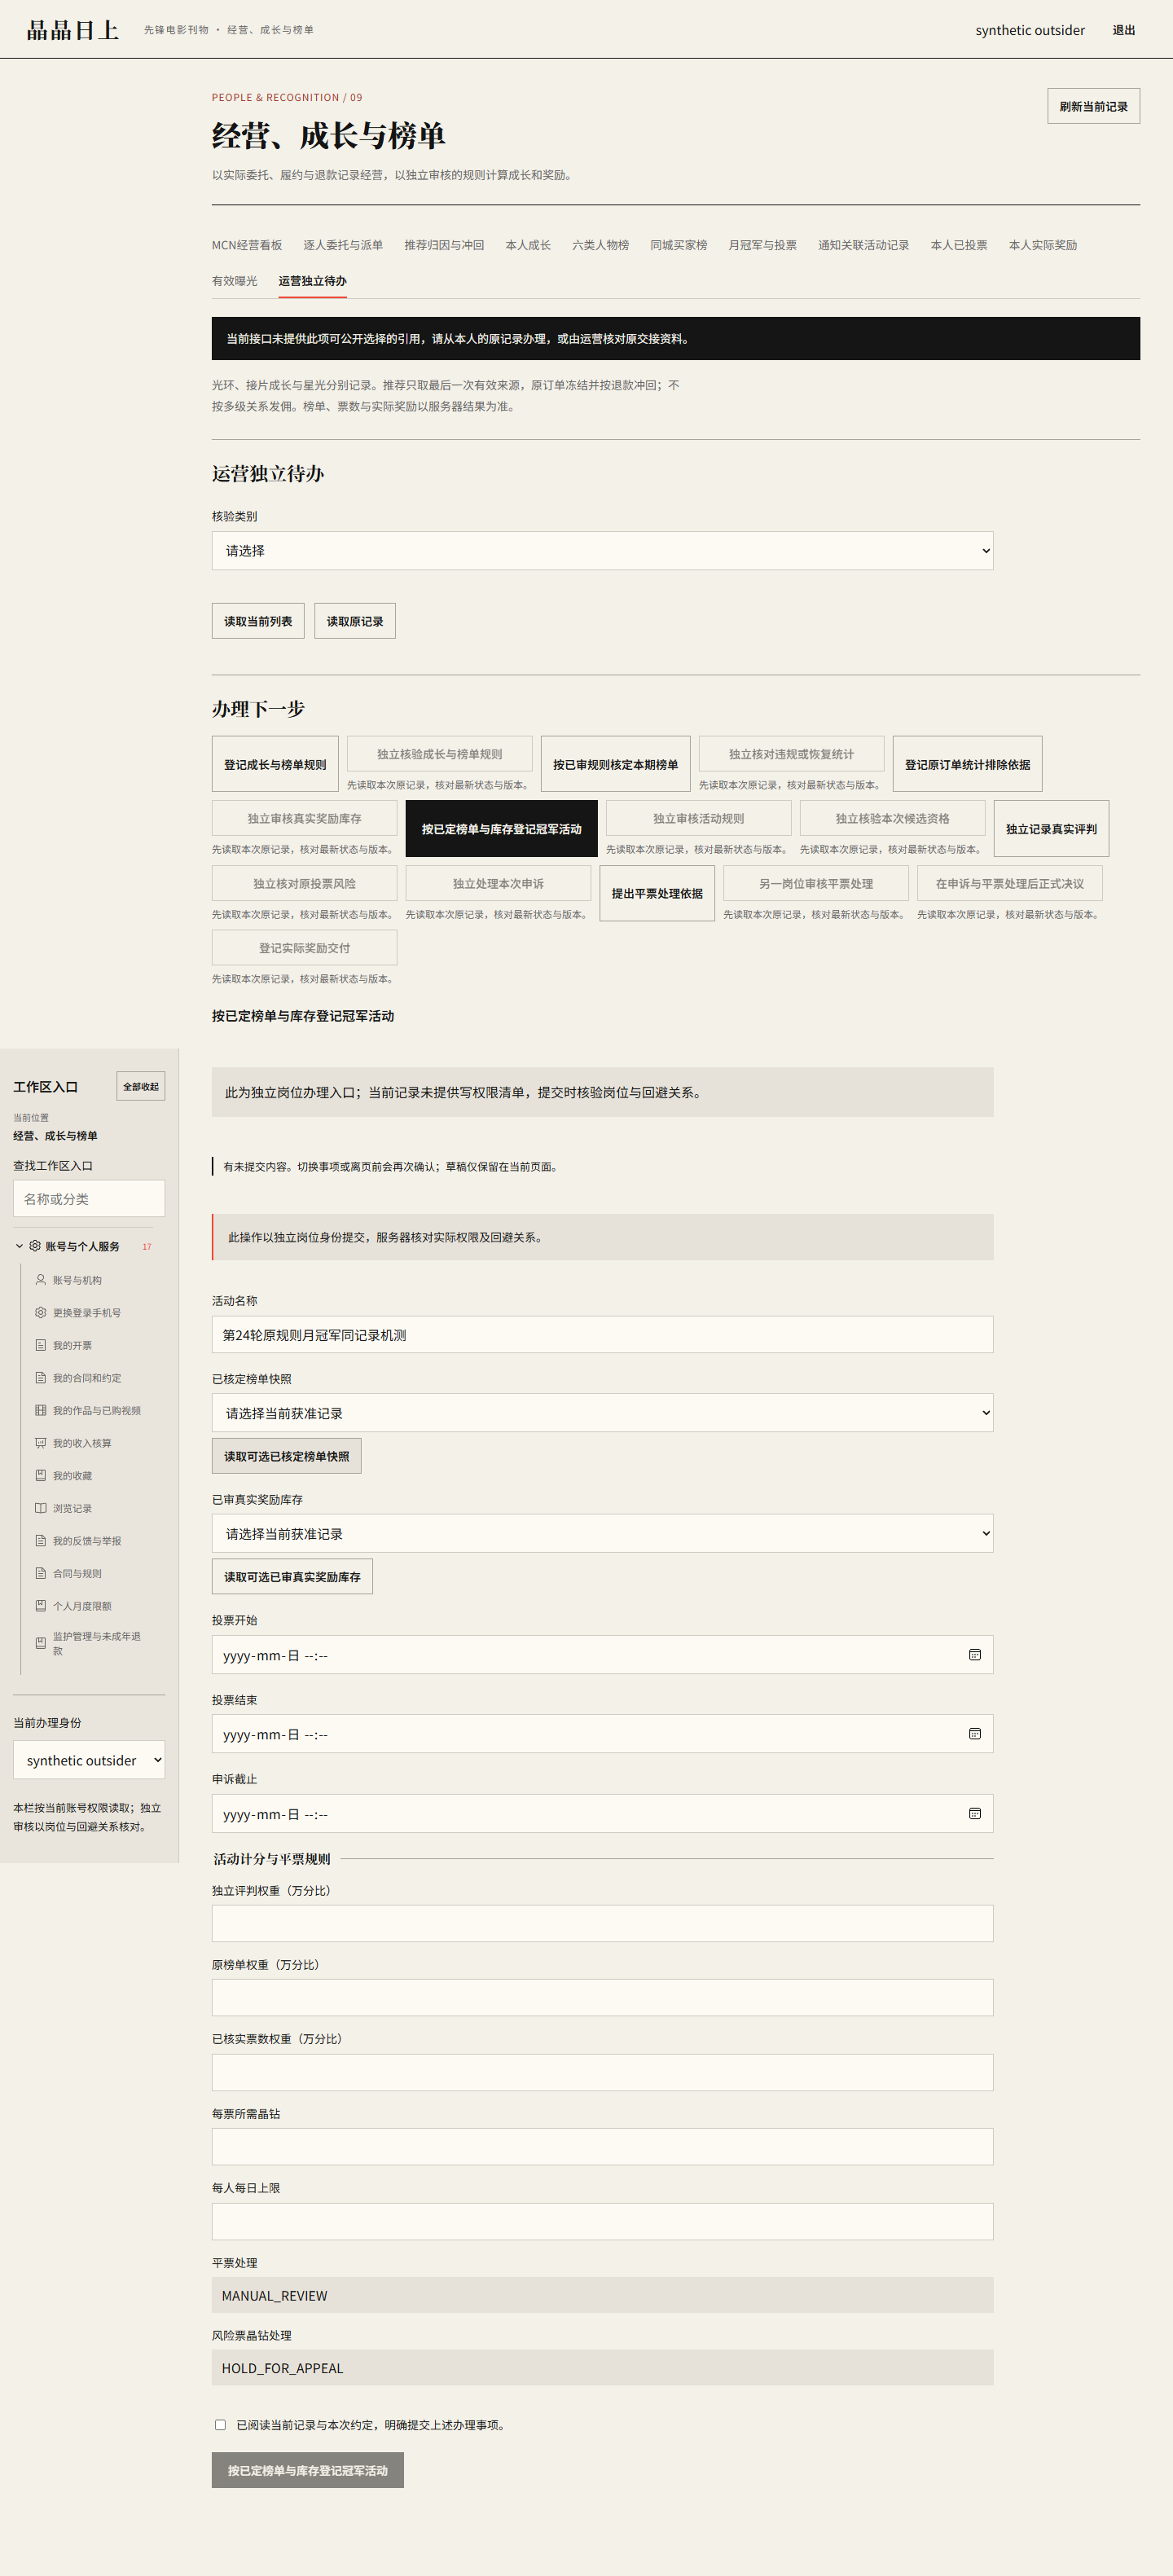 晶晶日上
先锋电影刊物 · 经营、成长与榜单
synthetic outsider
退出
PEOPLE & RECOGNITION / 09
经营、成长与榜单
刷新当前记录
以实际委托、履约与退款记录经营，以独立审核的规则计算成长和奖励。
MCN经营看板 逐人委托与派单 推荐归因与冲回 本人成长 六类人物榜 同城买家榜 月冠军与投票 通知关联活动记录 本人已投票 本人实际奖励
有效曝光 运营独立待办
当前接口未提供此项可公开选择的引用，请从本人的原记录办理，或由运营核对原交接资料。
光环、接片成长与星光分别记录。推荐只取最后一次有效来源，原订单冻结并按退款冲回；不
按多级关系发佣。榜单、票数与实际奖励以服务器结果为准。
运营独立待办
核验类别
请选择
读取当前列表 读取原记录
办理下一步
登记成长与榜单规则 独立核验成长与榜单规则 按已审规则核定本期榜单 独立核对违规或恢复统计 登记原订单统计排除依据
先读取本次原记录，核对最新状态与版本。 先读取本次原记录，核对最新状态与版本。
独立审核真实奖励库存 按已定榜单与库存登记冠军活动 独立审核活动规则 独立核验本次候选资格 独立记录真实评判
先读取本次原记录，核对最新状态与版本。 先读取本次原记录，核对最新状态与版本。 先读取本次原记录，核对最新状态与版本。
独立核对原投票风险 独立处理本次申诉 提出平票处理依据 另一岗位审核平票处理 在申诉与平票处理后正式决议
先读取本次原记录，核对最新状态与版本。 先读取本次原记录，核对最新状态与版本。 先读取本次原记录，核对最新状态与版本。 先读取本次原记录，核对最新状态与版本。
登记实际奖励交付
先读取本次原记录，核对最新状态与版本。
按已定榜单与库存登记冠军活动
工作区入口
全部收起
当前位置
经营、成长与榜单
查找工作区入口
名称或分类
账号与个人服务 17
账号与机构
更换登录手机号
我的开票
我的合同和约定
我的作品与已购视频
我的收入核算
我的收藏
浏览记录
我的反馈与举报
合同与规则
个人月度限额
监护管理与未成年退
款
当前办理身份
synthetic outsider
本栏按当前账号权限读取；独立
审核以岗位与回避关系核对。
此为独立岗位办理入口；当前记录未提供写权限清单，提交时核验岗位与回避关系。
有未提交内容。切换事项或离页前会再次确认；草稿仅保留在当前页面。
此操作以独立岗位身份提交，服务器核对实际权限及回避关系。
活动名称
第24轮原规则月冠军同记录机测
已核定榜单快照
请选择当前获准记录
读取可选已核定榜单快照
已审真实奖励库存
请选择当前获准记录
读取可选已审真实奖励库存
投票开始
yyyy-mm-日 --:--
投票结束
yyyy-mm-日 --:--
申诉截止
yyyy-mm-日 --:--
活动计分与平票规则
独立评判权重（万分比）
原榜单权重（万分比）
已核实票数权重（万分比）
每票所需晶钻
每人每日上限
平票处理
MANUAL_REVIEW
风险票晶钻处理
HOLD_FOR_APPEAL
已阅读当前记录与本次约定，明确提交上述办理事项。
按已定榜单与库存登记冠军活动